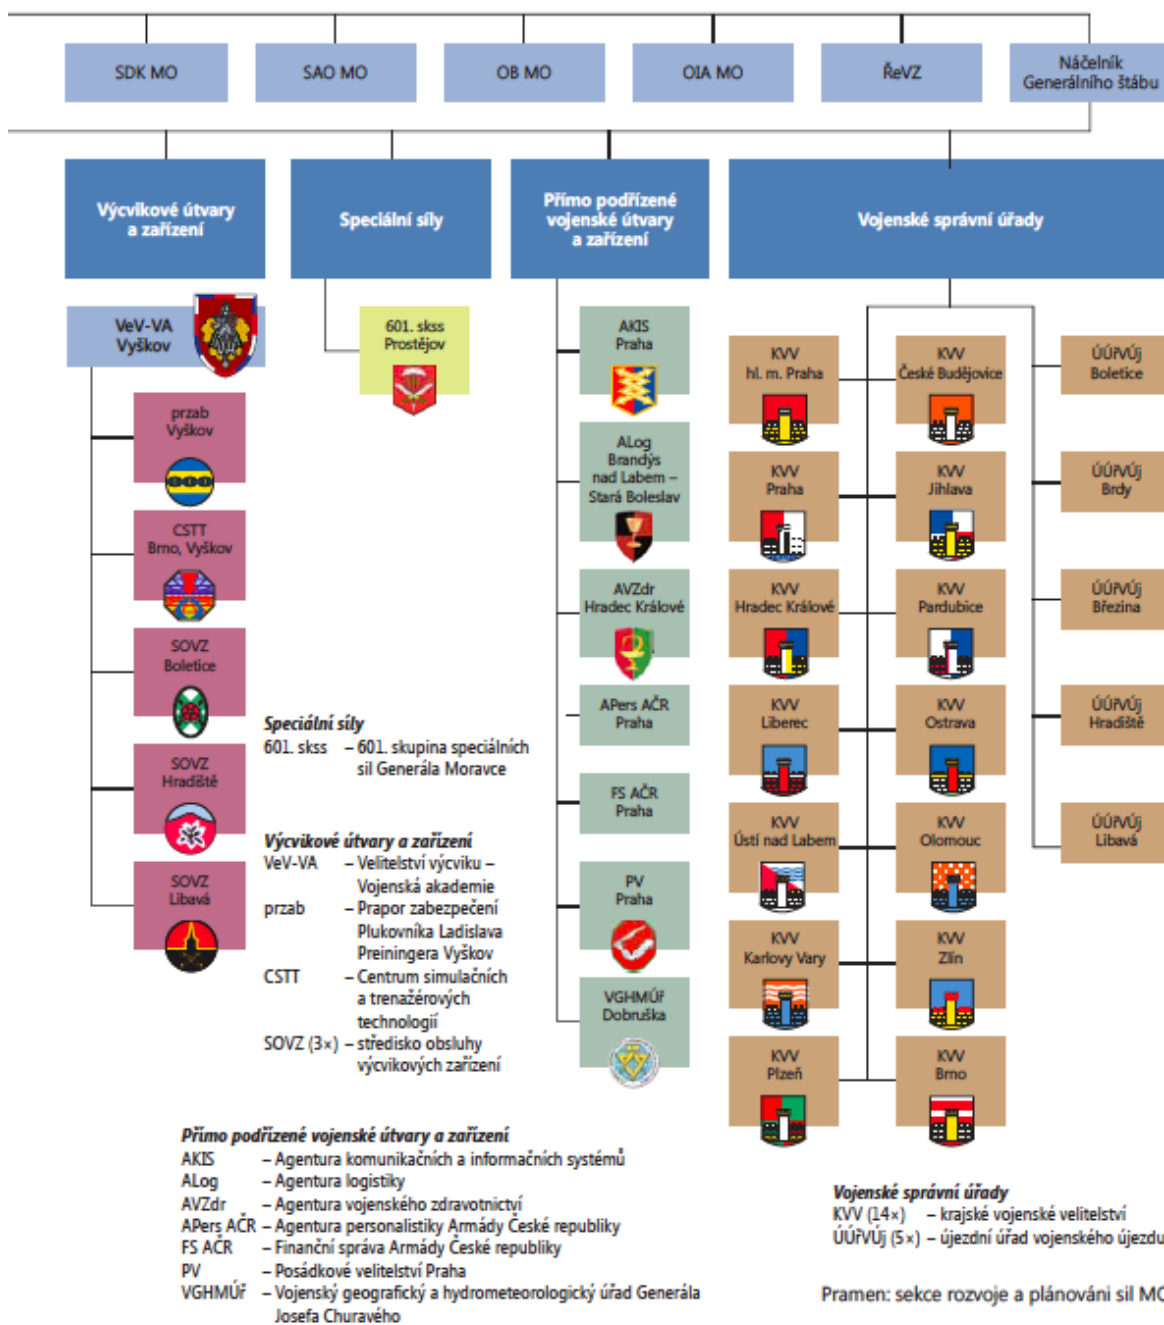 SDK MO
SAO MO
OB MO
OIA MO
ŘeVZ
Náčelník
Generálního štábu
Výcvikové útvary
a zařízení
Speciální síly
Přímo podřízené
vojenské útvary
a zařízení
Vojenské správní úřady
VeV-VA
Vyškov
przab
Vyškov
CSTT
Brno, Vyškov
SOVZ
Boletice
SOVZ
Hradiště
SOVZ
Libavá
601. skss
Prostějov
AKIS
Praha
ALog
Brandýs
nad Labem –
Stará Boleslav
AVZdr
Hradec Králové
APers AČR
Praha
FS AČR
Praha
PV
Praha
VGHMÚř
Dobruška
KVV
hl. m. Praha
KVV
Praha
KVV
Hradec Králové
KVV
Liberec
KVV
Ústí nad Labem
KVV
Karlovy Vary
KVV
Plzeň
KVV
České Budějovice
KVV
Jihlava
KVV
Pardubice
KVV
Ostrava
KVV
Olomouc
KVV
Zlín
KVV
Brno
ÚÚřVÚj
Boletice
ÚÚřVÚj
Brdy
ÚÚřVÚj
Březina
ÚÚřVÚj
Hradiště
ÚÚřVÚj
Libavá
Speciální síly
601. skss – 601. skupina speciálních
sil Generála Moravce
Výcvikové útvary a zařízení
VeV-VA – Velitelství výcviku –
Vojenská akademie
przab – Prapor zabezpečení
Plukovníka Ladislava
Preiningera Vyškov
CSTT – Centrum simulačních
a trenažérových
technologií
SOVZ (3×) – středisko obsluhy
výcvikových zařízení
Přímo podřízené vojenské útvary a zařízení
AKIS – Agentura komunikačních a informačních systémů
ALog – Agentura logistiky
AVZdr – Agentura vojenského zdravotnictví
APers AČR – Agentura personalistiky Armády České republiky
FS AČR – Finanční správa Armády České republiky
PV – Posádkové velitelství Praha
VGHMÚř – Vojenský geografický a hydrometeorologický úřad Generála
Josefa Churavého
Vojenské správní úřady
KVV (14×) – krajské vojenské velitelství
ÚÚřVÚj (5×) – újezdní úřad vojenského újezdu
Pramen: sekce rozvoje a plánováni sil MO